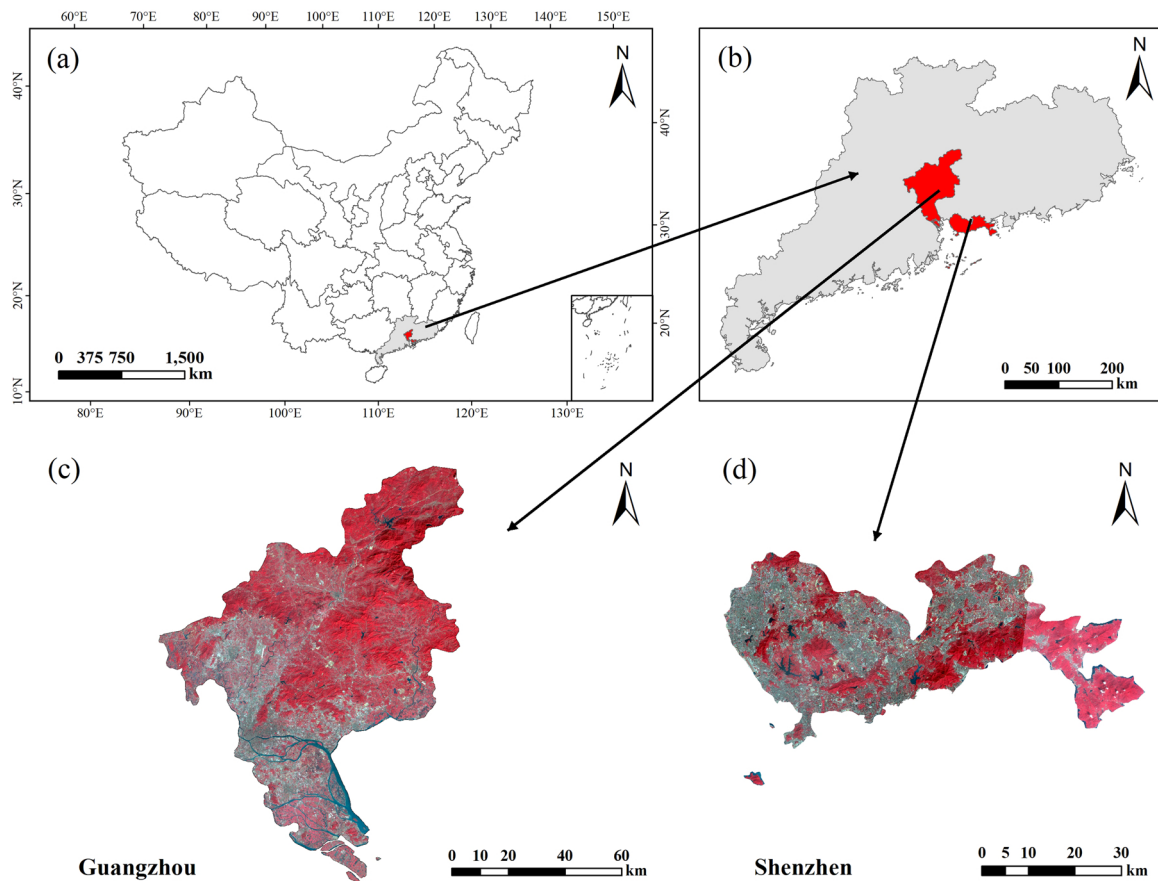 60°E 70°E 80°E 90°E 100°E 110°E 120°E 130°E 140°E 150°E
(a)
N
40°N
30°N
20°N
10°N
40°N
30°N
20°N
0 375 750 1,500
km
80°E 90°E 100°E 110°E 120°E 130°E
(b)
N
0 50 100 200
km
(c)
N
Guangzhou
0 10 20 40 60
km
(d)
N
Shenzhen
0 5 10 20 30
km